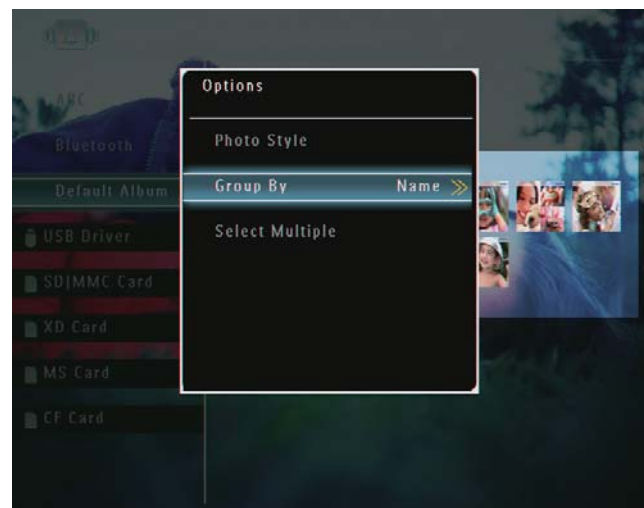 Options
Photo Style
Group By Name
Select Multiple
ABC
Bluetooth
Default Album
USB Driver
SD|MMC Card
XD Card
MS Card
CF Card